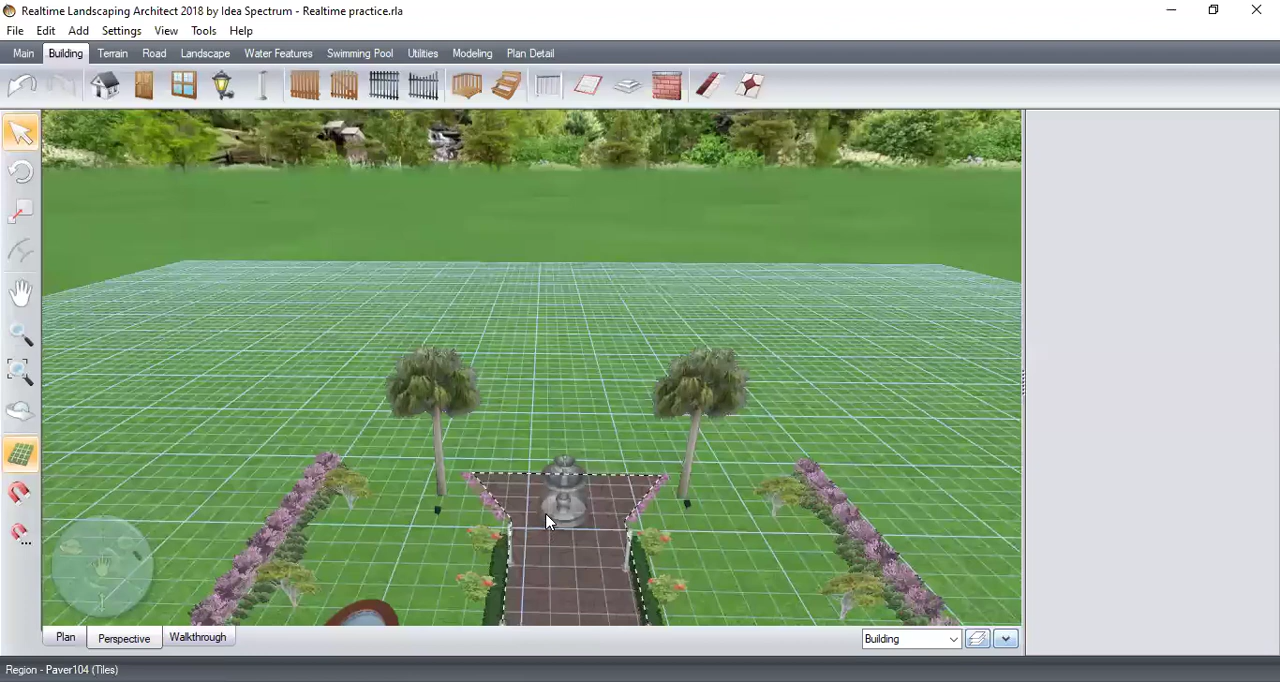 Realtime Landscaping Architect 2018 by Idea Spectrum - Realtime practice.rla
File Edit Add Settings View Tools Help
Main Building Terrain Road Landscape Water Features Swimming Pool Utilities Modeling Plan Detail
Plan Perspective Walkthrough Building
Region - Paver104 (Tiles)